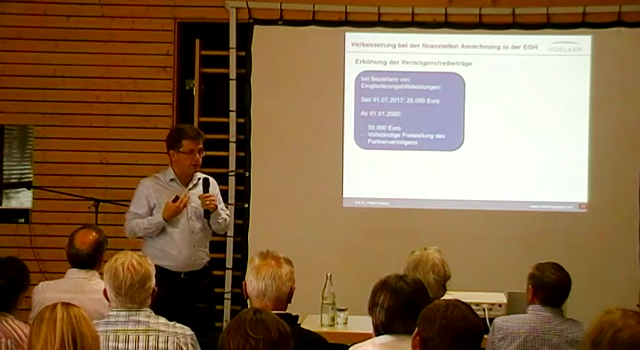 Verbesserung bei der finanziellen Anrechnung in der EGH
VOELKER
Erhöhung der Vermögensfreibeträge
bei Beziehern von
Eingliederungshilfeleistungen:
Seit 01.07.2017: 25.000 Euro
Ab 01.01.2020:
50.000 Euro
Vollständige Freistellung des
Partnervermögens